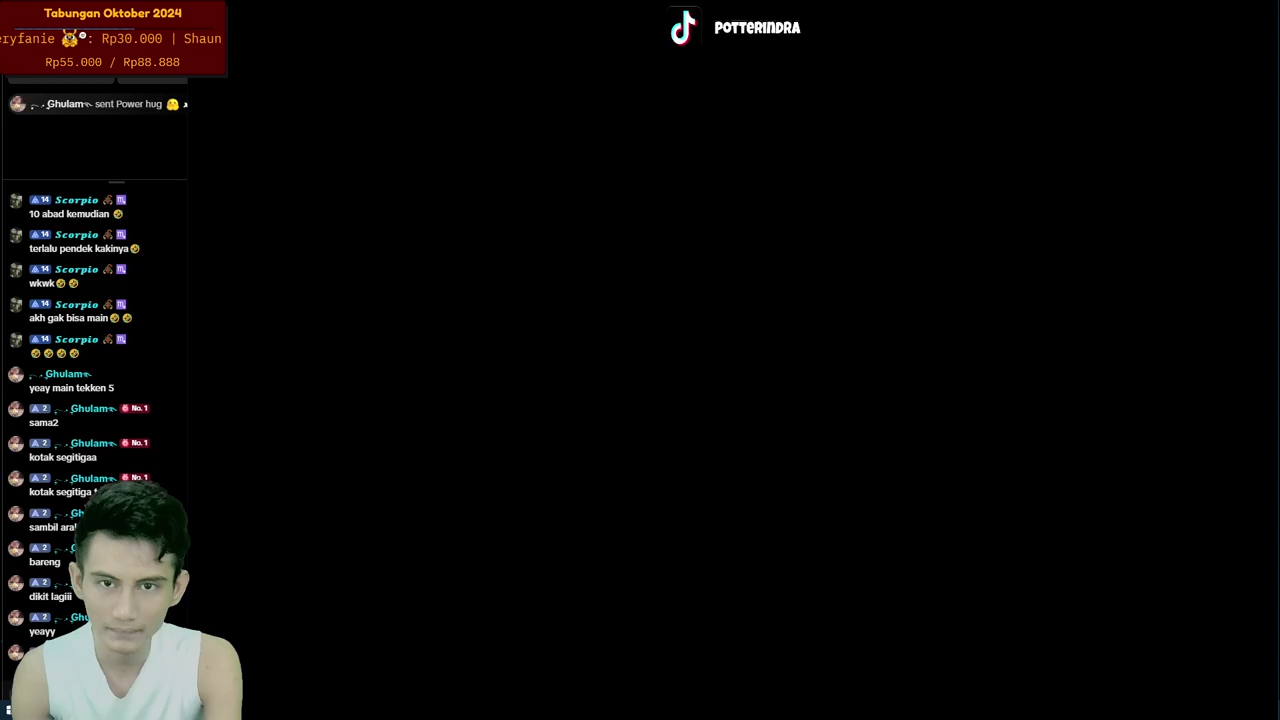 Tabungan Oktober 2024
eryfanie 🐯💬: Rp30.000 | Shaun
Rp55.000 / Rp88.888
POTTERINDRA
Ghulam sent Power hug 🤗
14 Scorpio 🦂 ♏
10 abad kemudian 🤣
14 Scorpio 🦂 ♏
terlalu pendek kakinya🤣
14 Scorpio 🦂 ♏
wkwk🤣🤣
14 Scorpio 🦂 ♏
akh gak bisa main🤣🤣
14 Scorpio 🦂 ♏
🤣🤣🤣🤣
Ghulam
yeay main tekken 5
2 Ghulam No. 1
sama2
2 Ghulam No. 1
kotak segitigaa
2 Ghulam No. 1
kotak segitiga
2 Gh
sambil
2
bareng
2
dikit lagiii
2 Ghu
yeayy